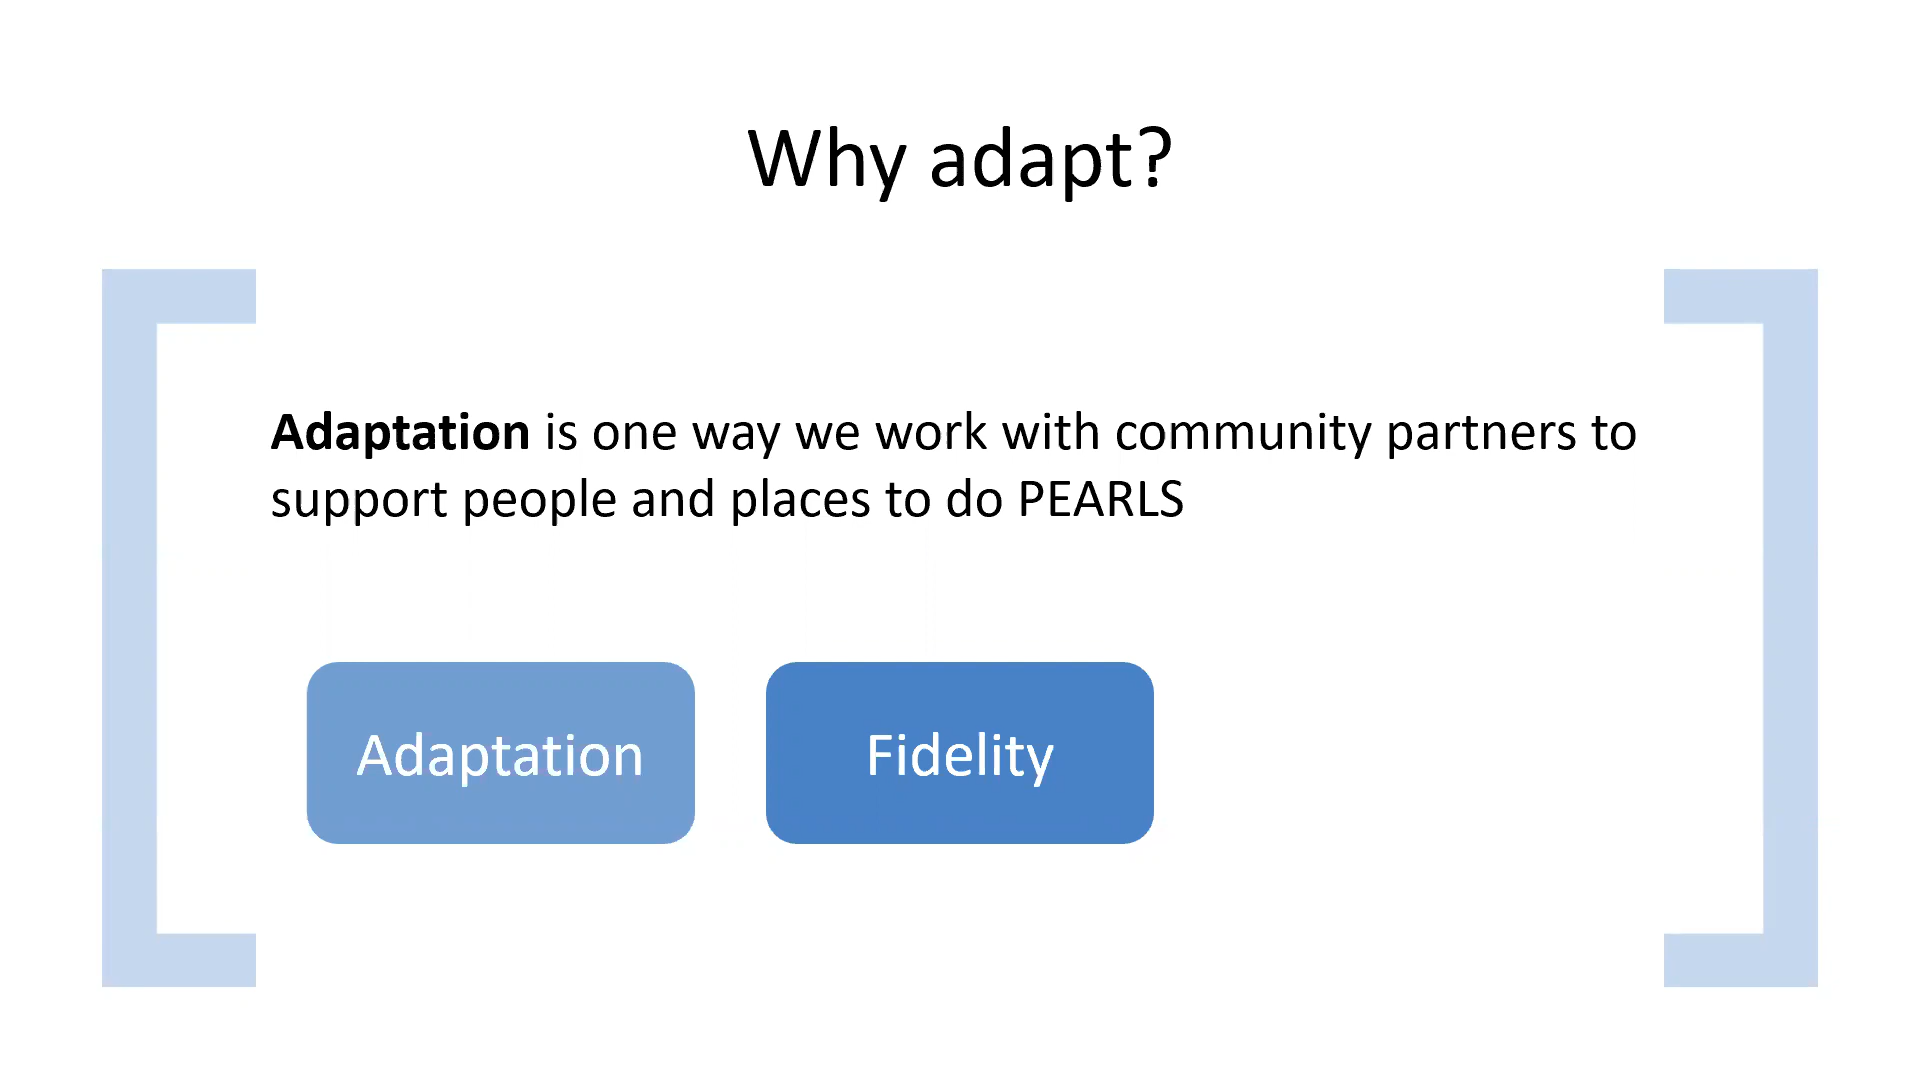 Why adapt?
Adaptation is one way we work with community partners to
support people and places to do PEARLS
Adaptation
Fidelity